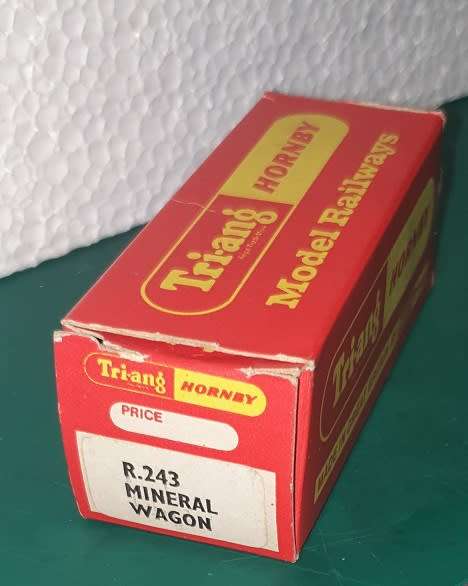 Tri-ang HORNBY
Model Railways
Tri-ang HORNBY
PRICE
R.243
MINERAL
WAGON
Tri-ang HORNBY